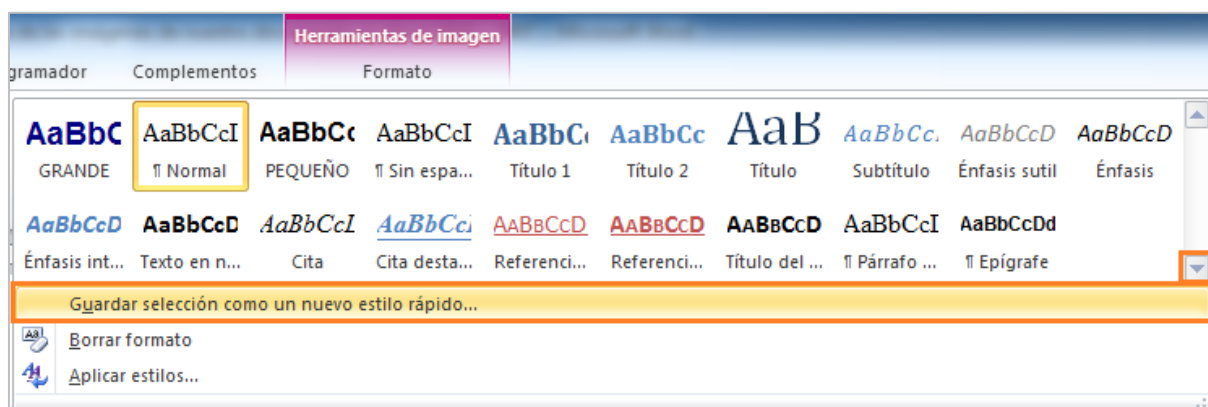 Herramientas de imagen
gramador Complementos Formato
AaBbC AaBbCcI AaBbCc AaBbCcI AaBbC AaBbCc AaB AaBbCc. AaBbCcD AaBbCcD
GRANDE ¶ Normal PEQUEÑO ¶ Sin espa... Título 1 Título 2 Título Subtítulo Énfasis sutil Énfasis
AaBbCcD AaBbCcD AaBbCcI AaBbCcI AABBCCD AABBCCD AABBCCD AaBbCcI AaBbCcDd
Énfasis int... Texto en n... Cita Cita desta... Referenci... Referenci... Título del ... ¶ Párrafo ... ¶ Epígrafe
Guardar selección como un nuevo estilo rápido...
Borrar formato
Aplicar estilos...